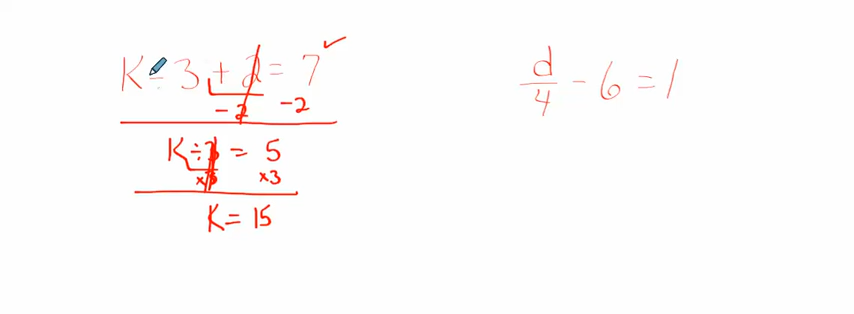 K ÷ 3 + 2 = 7 ✓
- 2 -2
K ÷ 3 = 5
×3 ×3
K = 15
d/4 - 6 = 1